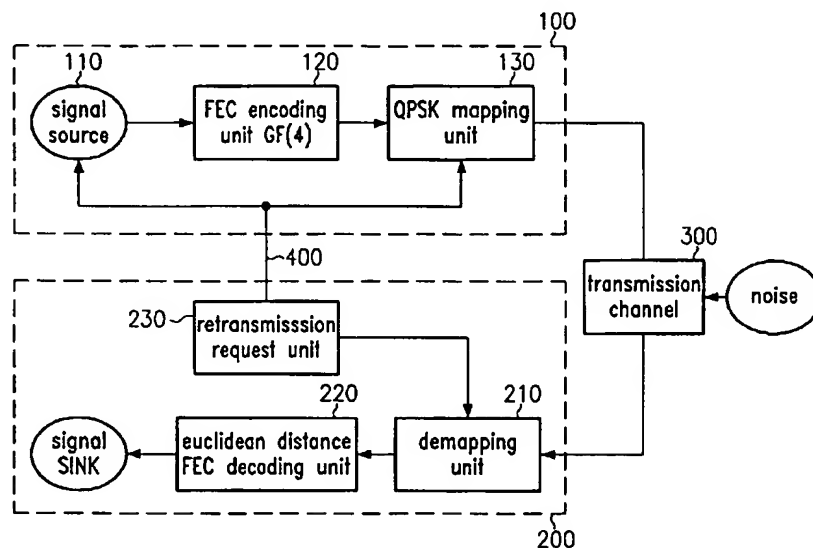 100
110
120
130
signal
source
FEC encoding
unit GF(4)
QPSK mapping
unit
400
300
transmission
channel
noise
230
retransmisssion
request unit
220
210
signal
SINK
euclidean distance
FEC decoding unit
demapping
unit
200